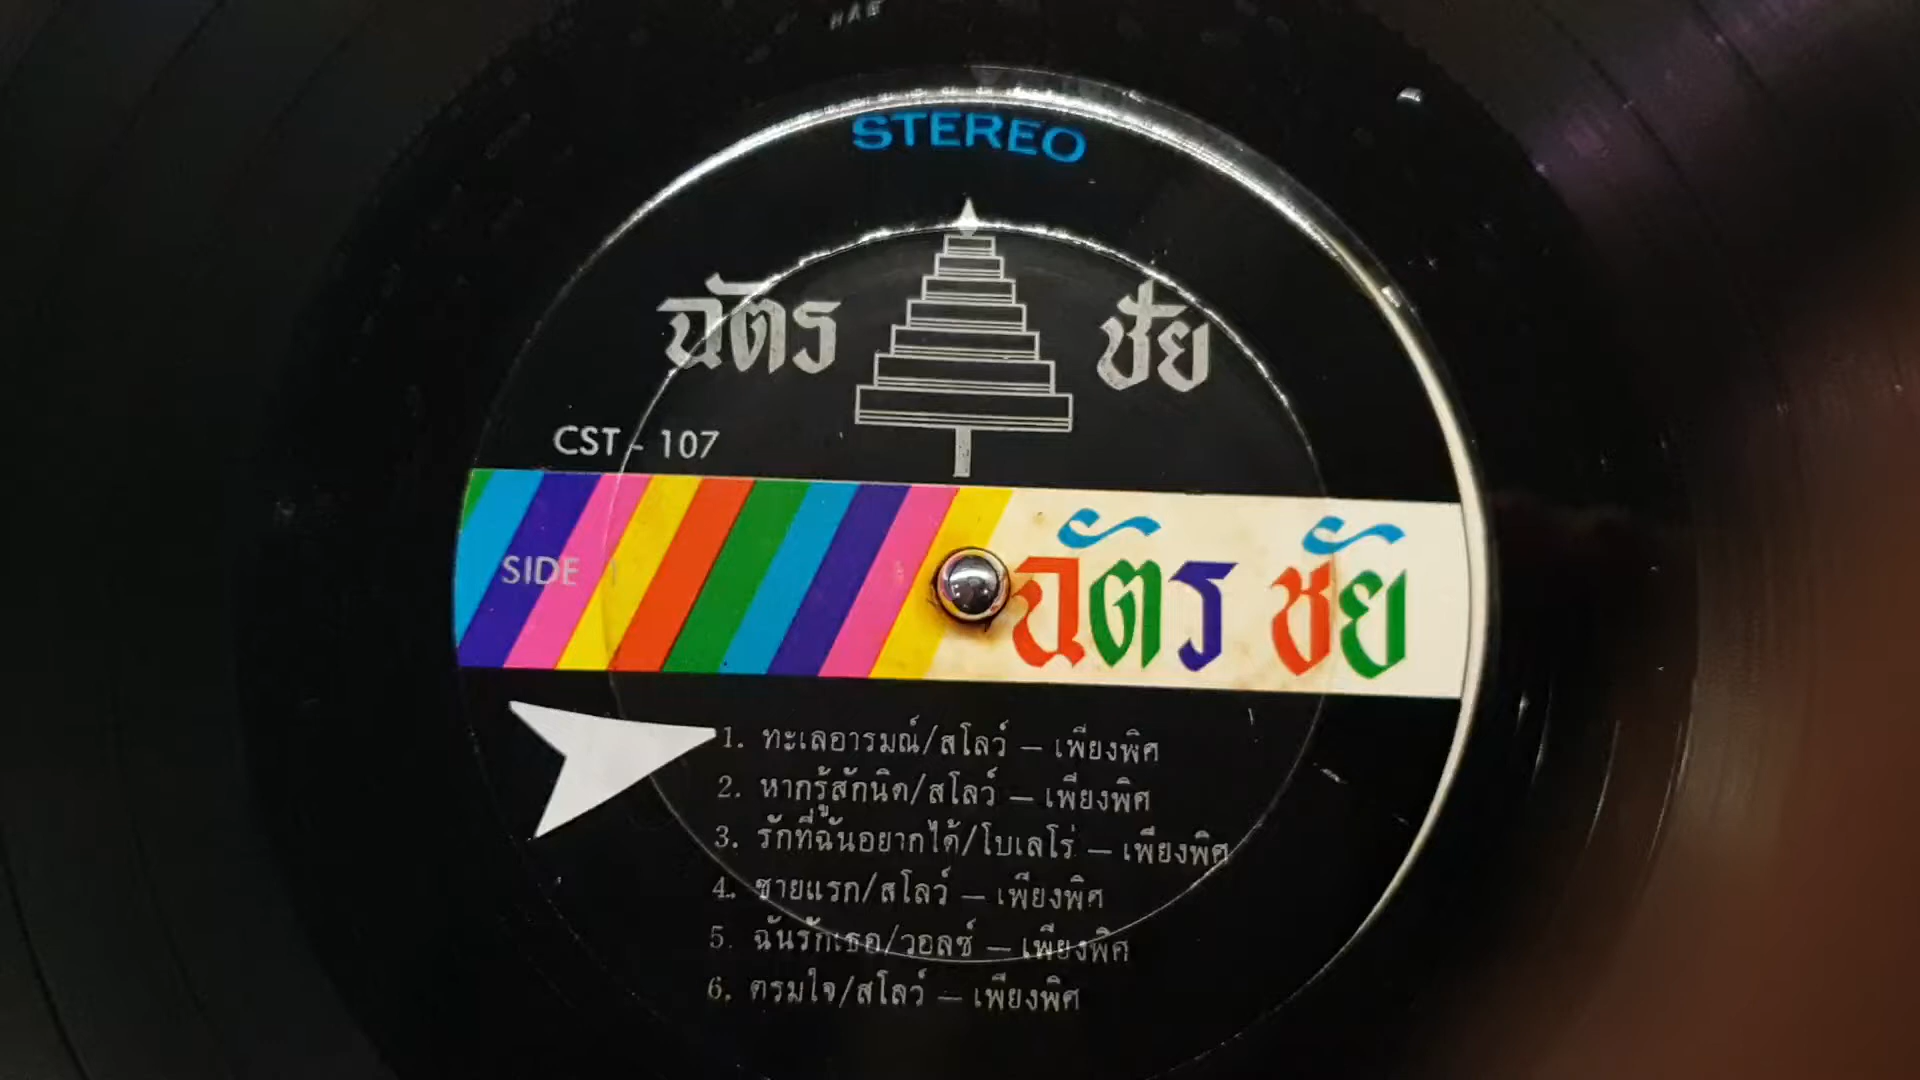 STEREO
ฉัตร ชัย
CST - 107
SIDE
ฉัตร ชัย
1. ทะเลอารมณ์/สโลว์ — เพียงพิศ
2. หากรู้สักนิด/สโลว์ — เพียงพิศ
3. รักที่ฉันอยากได้/โบเลโร่ — เพียงพิศ
4. ชายแรก/สโลว์ — เพียงพิศ
5. ฉันรักเธอ/วอลซ์ — เพียงพิศ
6. ตรมใจ/สโลว์ — เพียงพิศ